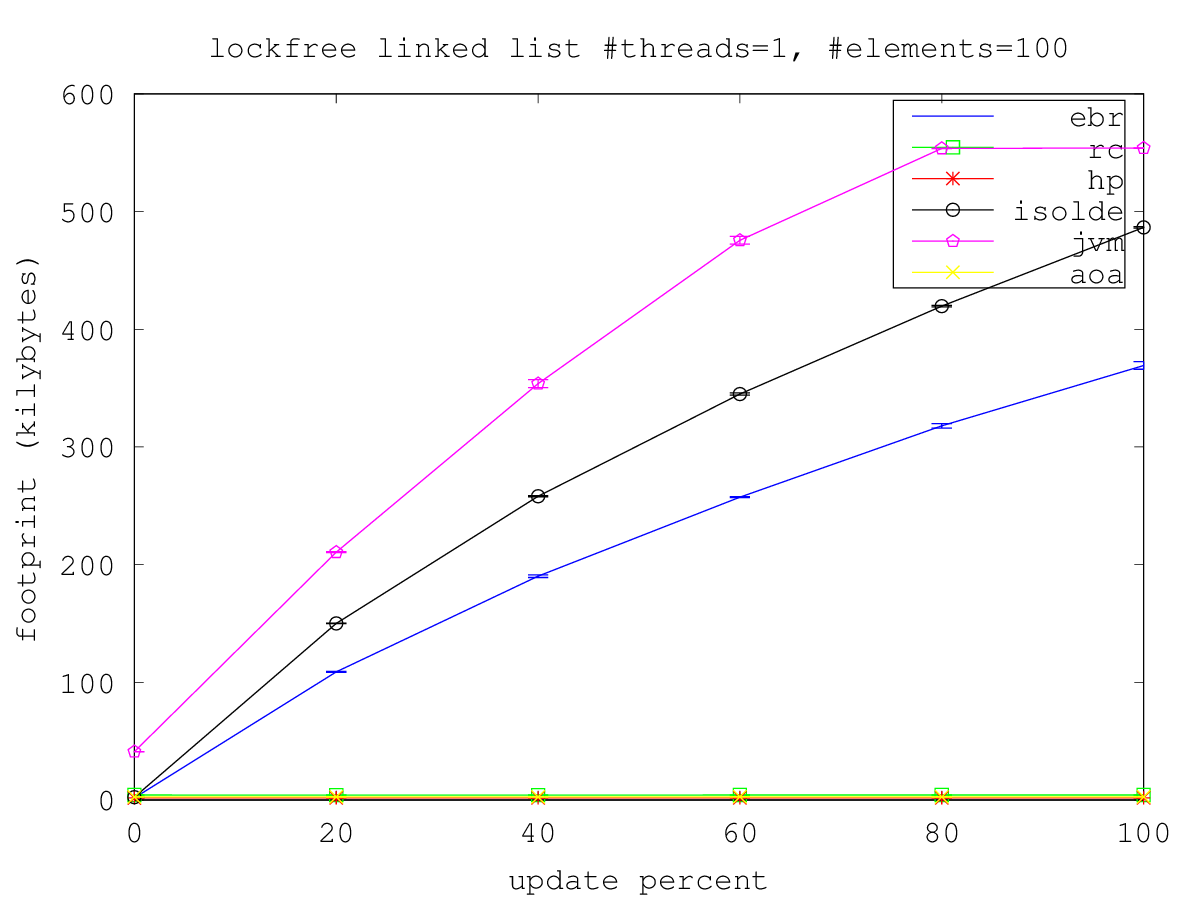 lockfree linked list #threads=1, #elements=100
600
500
400
300
200
100
0
footprint (kilybytes)
ebr
rc
hp
isolde
jvm
aoa
0 20 40 60 80 100
update percent